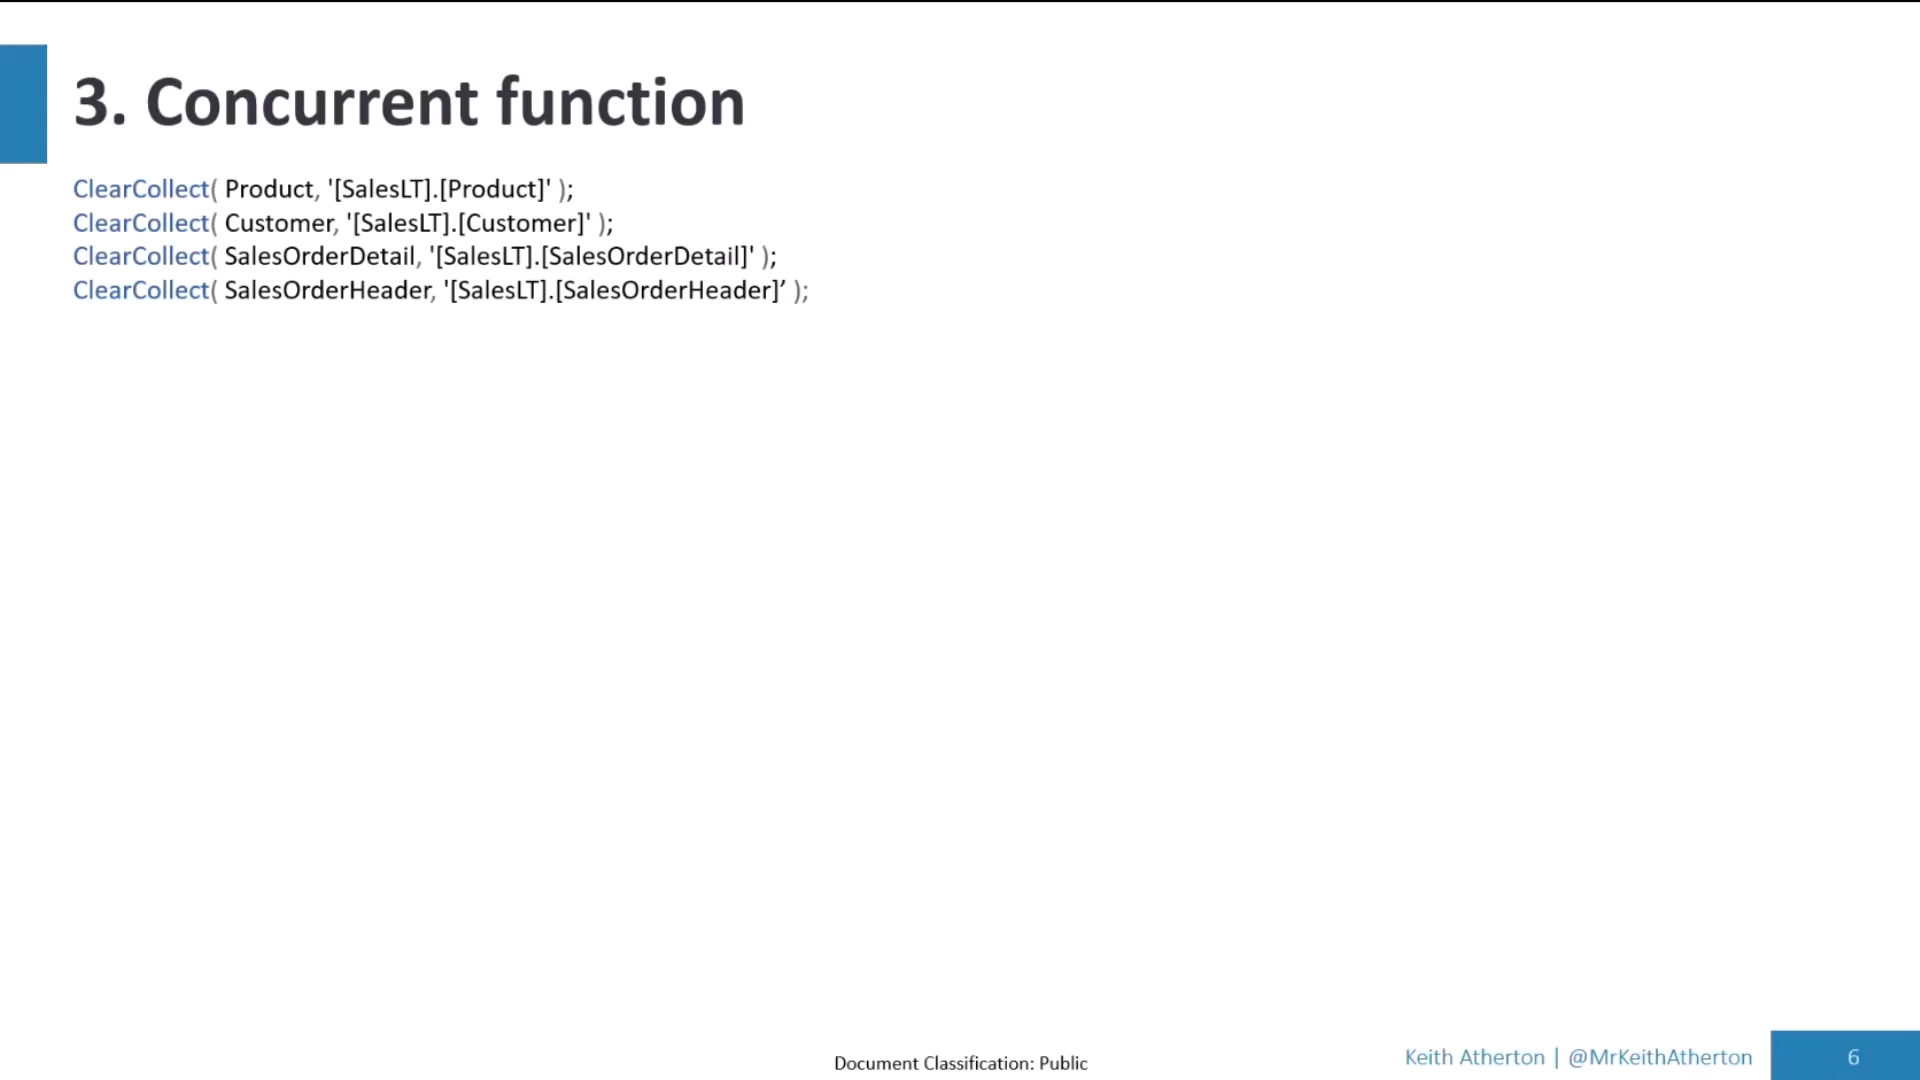 3. Concurrent function
ClearCollect( Product, '[SalesLT].[Product]' );
ClearCollect( Customer, '[SalesLT].[Customer]' );
ClearCollect( SalesOrderDetail, '[SalesLT].[SalesOrderDetail]' );
ClearCollect( SalesOrderHeader, '[SalesLT].[SalesOrderHeader]’ );
Document Classification: Public
Keith Atherton | @MrKeithAtherton
6